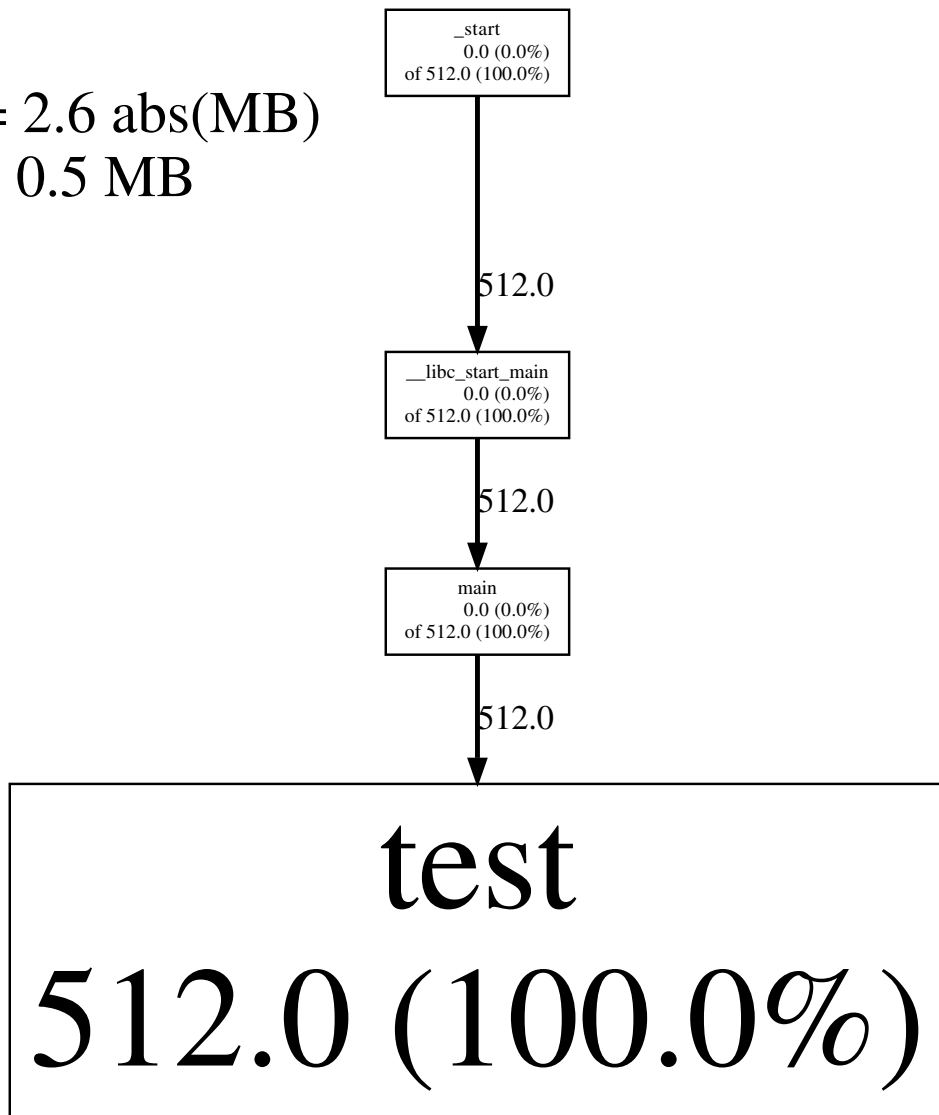 _start
0.0 (0.0%)
of 512.0 (100.0%)
= 2.6 abs(MB)
0.5 MB
512.0
__libc_start_main
0.0 (0.0%)
of 512.0 (100.0%)
512.0
main
0.0 (0.0%)
of 512.0 (100.0%)
512.0
test
512.0 (100.0%)